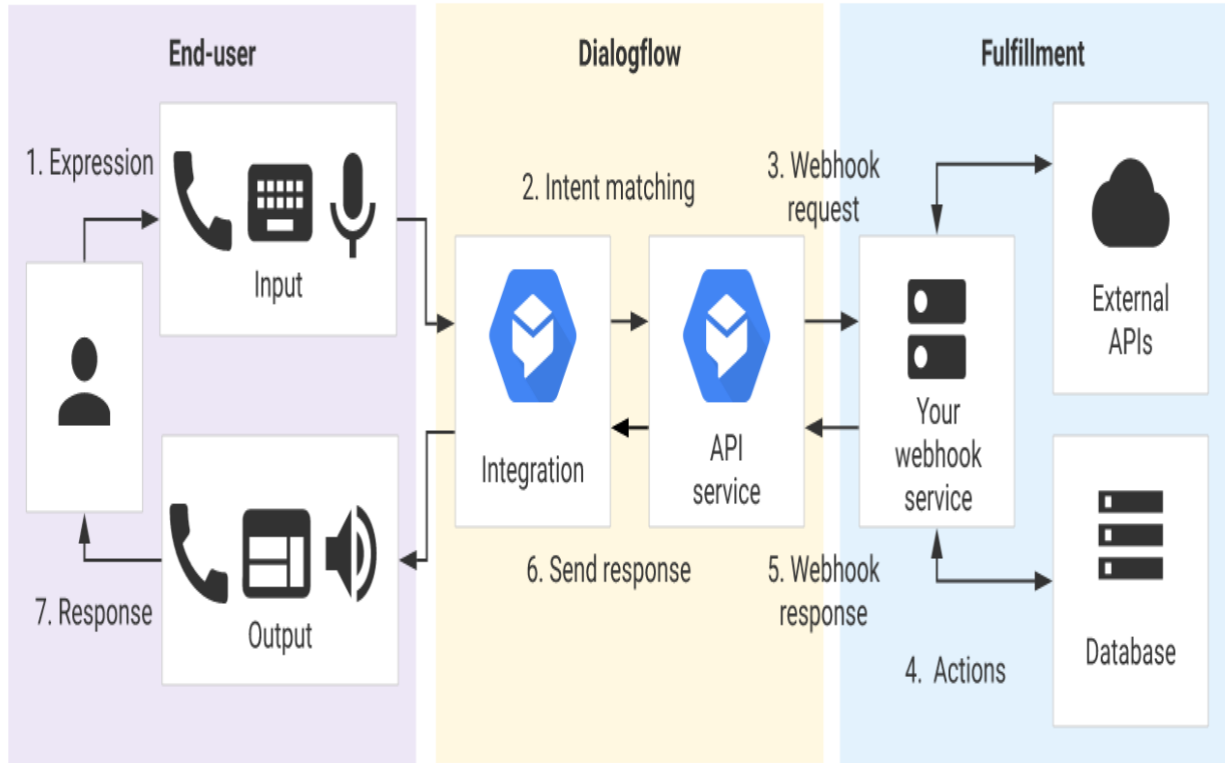 End-user
Dialogflow
Fulfillment
1. Expression
Input
2. Intent matching
3. Webhook
request
External
APIs
Integration
API
service
Your
webhook
service
7. Response
Output
6. Send response
5. Webhook
response
4. Actions
Database